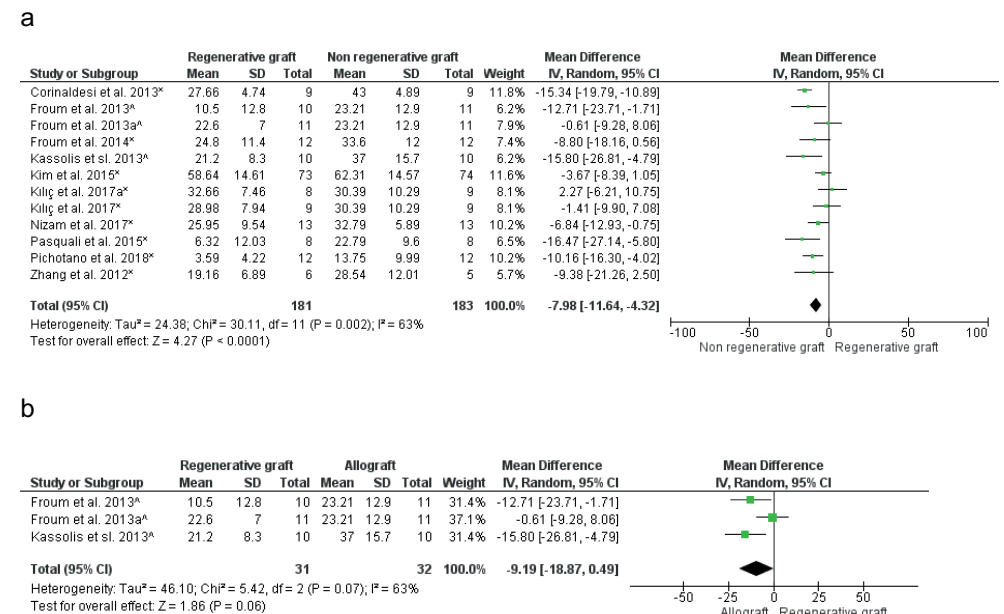 a
Regenerative graft Non regenerative graft Mean Difference Mean Difference
Study or Subgroup Mean SD Total Mean SD Total Weight IV, Random, 95% CI IV, Random, 95% CI
Corinaldesi et al. 2013ˣ 27.66 4.74 9 43 4.89 9 11.8% -15.34 [-19.79, -10.89]
Froum et al. 2013^ 10.5 12.8 10 23.21 12.9 11 6.2% -12.71 [-23.71, -1.71]
Froum et al. 2013a^ 22.6 7 11 23.21 12.9 11 7.9% -0.61 [-9.28, 8.06]
Froum et al. 2014ˣ 24.8 11.4 12 33.6 12 12 7.5% -8.80 [-18.16, 0.56]
Kassolis et sl. 2013^ 21.2 8.3 10 37 15.7 10 6.2% -15.80 [-26.81, -4.79]
Kim et al. 2015ˣ 58.64 14.61 73 62.31 14.57 74 11.6% -3.67 [-8.39, 1.05]
Kılıç et al. 2017aˣ 32.66 7.46 8 30.39 10.29 9 8.1% 2.27 [-6.21, 10.75]
Kılıç et al. 2017ˣ 28.98 7.94 9 30.39 10.29 9 8.1% -1.41 [-9.90, 7.08]
Nizam et al. 2017ˣ 25.95 9.54 13 32.79 5.89 13 10.2% -6.84 [-12.93, -0.75]
Pasquali et al. 2015ˣ 6.32 12.03 8 22.79 9.6 8 6.5% -16.47 [-27.14, -5.80]
Pichotano et al. 2018ˣ 3.59 4.22 12 13.75 9.99 12 10.2% -10.16 [-16.30, -4.02]
Zhang et al. 2012ˣ 19.16 6.89 6 28.54 12.01 5 5.7% -9.38 [-21.26, 2.50]
Total (95% CI) 181 183 100.0% -7.98 [-11.64, -4.32]
Heterogeneity: Tau² = 24.38; Chi² = 30.11, df = 11 (P = 0.002); I² = 63%
Test for overall effect: Z = 4.27 (P < 0.0001)
-100 -50 0 50 100
Non regenerative graft Regenerative graft
b
Regenerative graft Allograft Mean Difference Mean Difference
Study or Subgroup Mean SD Total Mean SD Total Weight IV, Random, 95% CI IV, Random, 95% CI
Froum et al. 2013^ 10.5 12.8 10 23.21 12.9 11 31.4% -12.71 [-23.71, -1.71]
Froum et al. 2013a^ 22.6 7 11 23.21 12.9 11 37.1% -0.61 [-9.28, 8.06]
Kassolis et sl. 2013^ 21.2 8.3 10 37 15.7 10 31.4% -15.80 [-26.81, -4.79]
Total (95% CI) 31 32 100.0% -9.19 [-18.87, 0.49]
Heterogeneity: Tau² = 46.10; Chi² = 5.42, df = 2 (P = 0.07); I² = 63%
Test for overall effect: Z = 1.86 (P = 0.06)
-50 -25 0 25 50
Allograft Regenerative graft